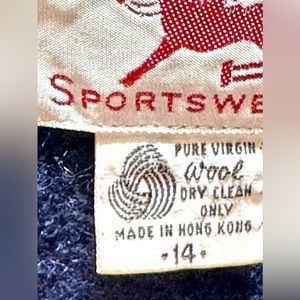 SPORTSWE
PURE VIRGIN
Wool
DRY CLEAN
ONLY
MADE IN HONG KONG
·14·